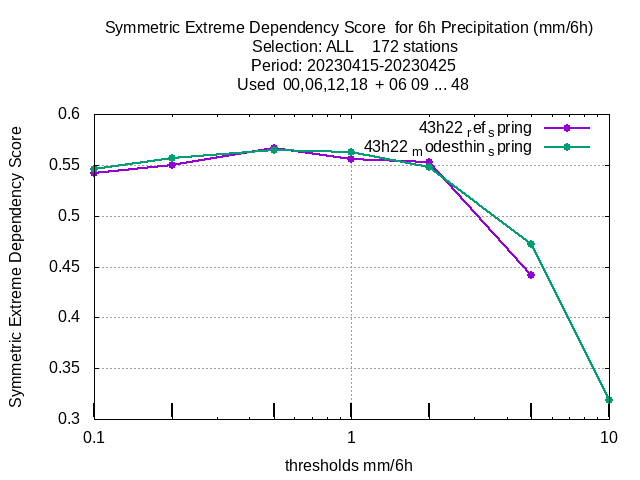 Symmetric Extreme Dependency Score  for 6h Precipitation (mm/6h)
Selection: ALL    172 stations
Period: 20230415-20230425
Used  00,06,12,18  + 06 09 ... 48
43h22 ref spring
43h22 modesthin spring
Symmetric Extreme Dependency Score
0.6
0.55
0.5
0.45
0.4
0.35
0.3
0.1 1 10
thresholds mm/6h